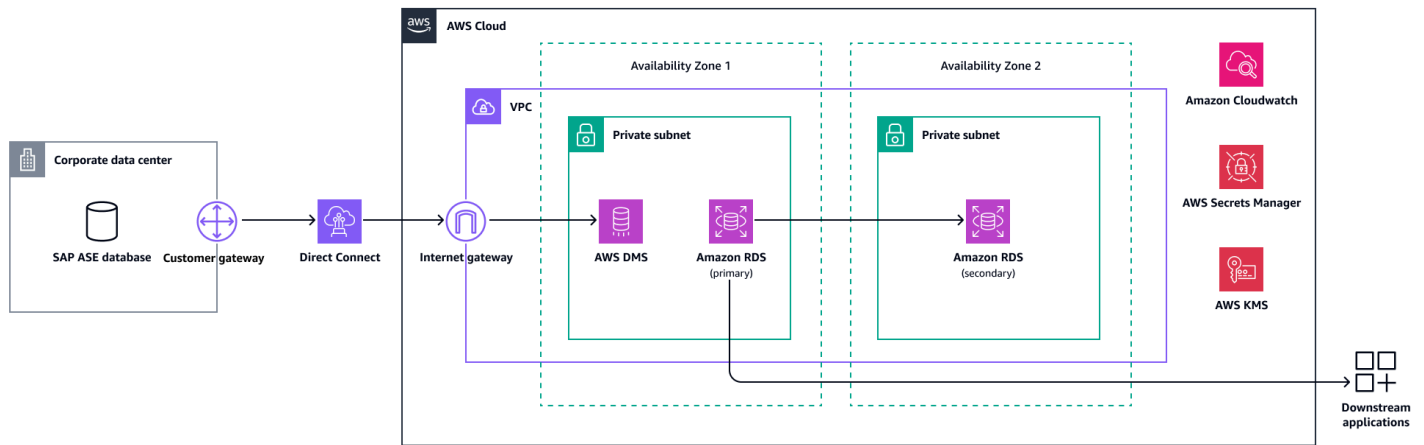 aws
AWS Cloud
Availability Zone 1
Availability Zone 2
Amazon Cloudwatch
VPC
Private subnet
Private subnet
Corporate data center
AWS Secrets Manager
SAP ASE database
Customer gateway
Direct Connect
Internet gateway
AWS DMS
Amazon RDS
(primary)
Amazon RDS
(secondary)
AWS KMS
Downstream
applications